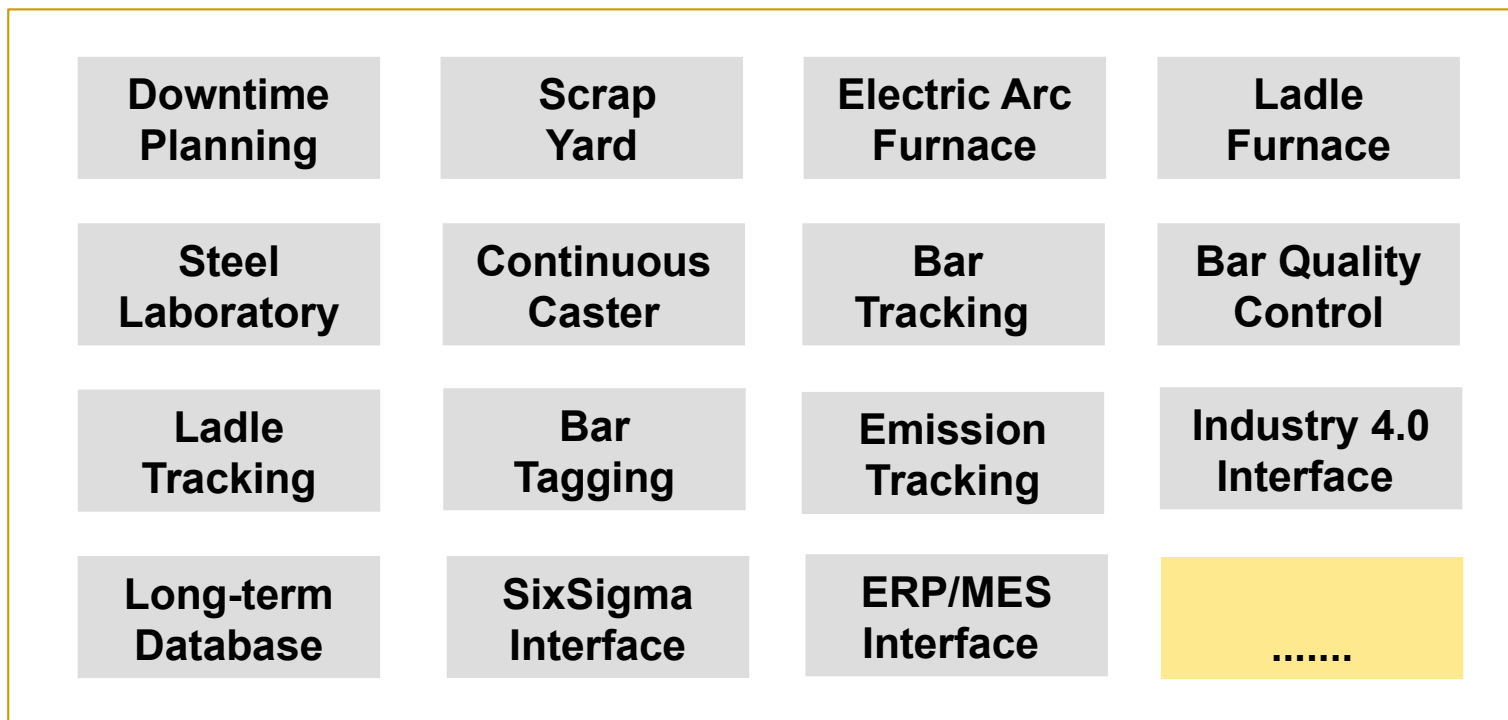 Downtime
Planning
Scrap
Yard
Electric Arc
Furnace
Ladle
Furnace
Steel
Laboratory
Continuous
Caster
Bar
Tracking
Bar Quality
Control
Ladle
Tracking
Bar
Tagging
Emission
Tracking
Industry 4.0
Interface
Long-term
Database
SixSigma
Interface
ERP/MES
Interface
.......